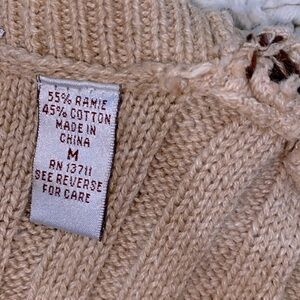 55% RAMIE
45% COTTON
MADE IN
CHINA
M
RN 13711
SEE REVERSE
FOR CARE